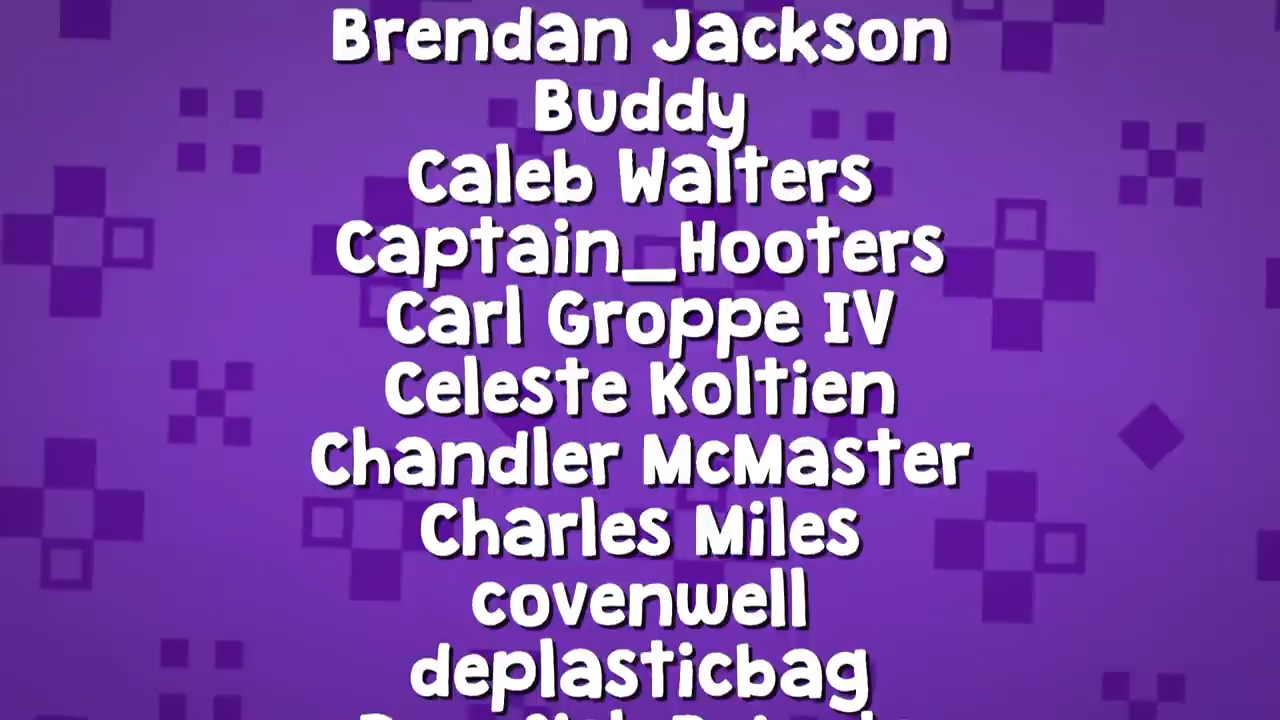 Brendan Jackson
Buddy
Caleb Walters
Captain_Hooters
Carl Groppe IV
Celeste Koltien
Chandler McMaster
Charles Miles
covenwell
deplasticbag